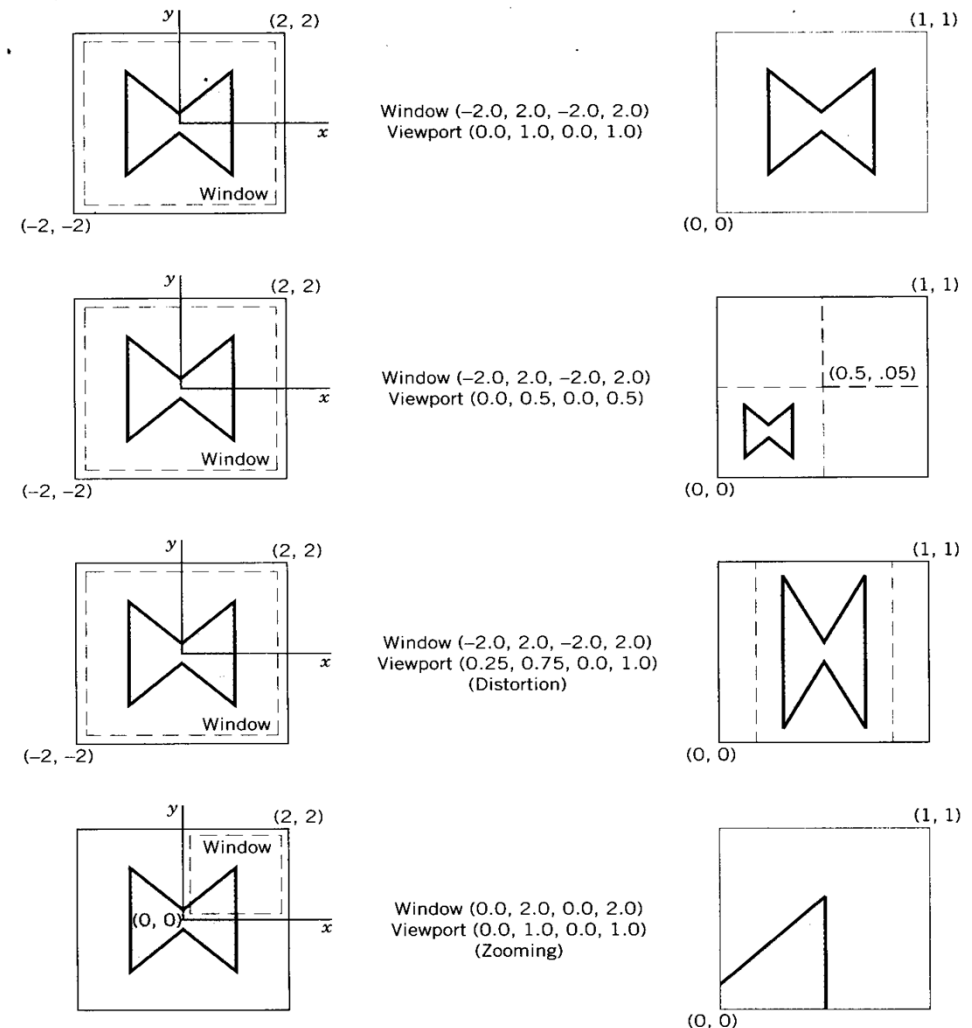 y
(2, 2)
(1, 1)
Window (–2.0, 2.0, –2.0, 2.0)
Viewport (0.0, 1.0, 0.0, 1.0)
x
Window
(–2, –2)
(0, 0)
y
(2, 2)
(1, 1)
Window (–2.0, 2.0, –2.0, 2.0)
Viewport (0.0, 0.5, 0.0, 0.5)
(0.5, .05)
x
Window
(–2, –2)
(0, 0)
y
(2, 2)
(1, 1)
Window (–2.0, 2.0, –2.0, 2.0)
Viewport (0.25, 0.75, 0.0, 1.0)
(Distortion)
x
Window
(–2, –2)
(0, 0)
y
(2, 2)
(1, 1)
Window
(0, 0)
x
Window (0.0, 2.0, 0.0, 2.0)
Viewport (0.0, 1.0, 0.0, 1.0)
(Zooming)
(0, 0)